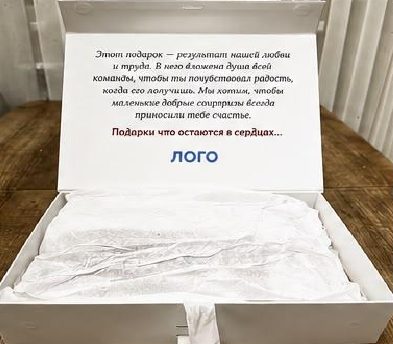 Этот подарок — результат нашей любви
и труда. В него вложена душа всей
команды, чтобы ты почувствовал радость,
когда его получишь. Мы хотим, чтобы
маленькие добрые сюрпризы всегда
приносили тебе счастье.
Подарки что остаются в сердцах...
ЛОГО